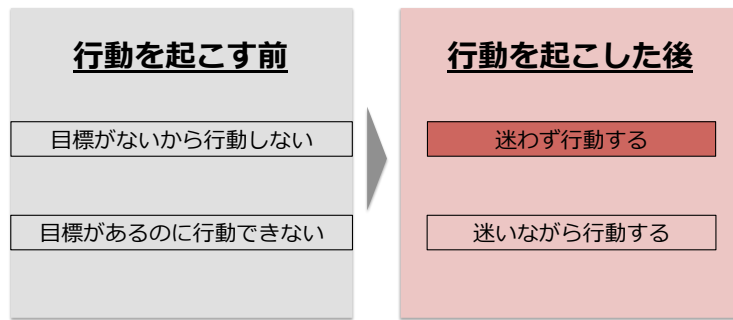 行動を起こす前
目標がないから行動しない
目標があるのに行動できない
行動を起こした後
迷わず行動する
迷いながら行動する